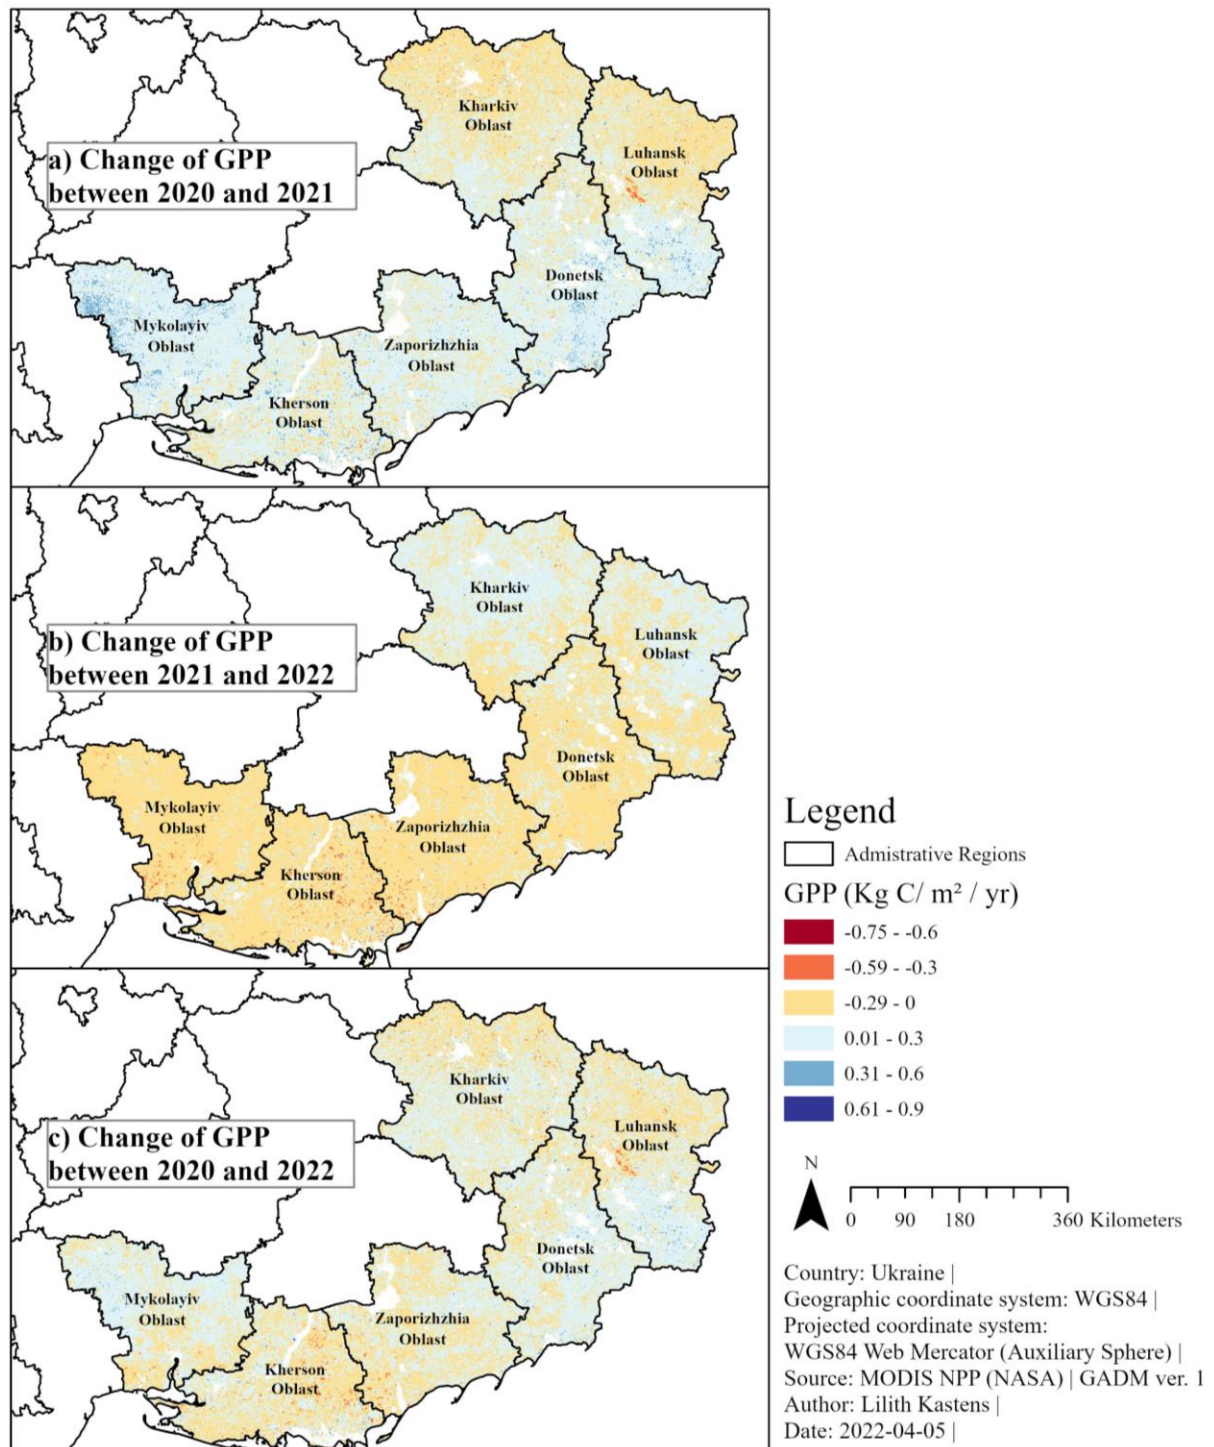 a) Change of GPP
between 2020 and 2021
Kharkiv
Oblast
Luhansk
Oblast
Donetsk
Oblast
Mykolayiv
Oblast
Zaporizhzhia
Oblast
Kherson
Oblast
b) Change of GPP
between 2021 and 2022
Kharkiv
Oblast
Luhansk
Oblast
Donetsk
Oblast
Mykolayiv
Oblast
Zaporizhzhia
Oblast
Kherson
Oblast
c) Change of GPP
between 2020 and 2022
Kharkiv
Oblast
Luhansk
Oblast
Donetsk
Oblast
Mykolayiv
Oblast
Zaporizhzhia
Oblast
Kherson
Oblast
Legend
Admistrative Regions
GPP (Kg C/ m² / yr)
-0.75 - -0.6
-0.59 - -0.3
-0.29 - 0
0.01 - 0.3
0.31 - 0.6
0.61 - 0.9
N
0 90 180 360 Kilometers
Country: Ukraine |
Geographic coordinate system: WGS84 |
Projected coordinate system:
WGS84 Web Mercator (Auxiliary Sphere) |
Source: MODIS NPP (NASA) | GADM ver. 1
Author: Lilith Kastens |
Date: 2022-04-05 |